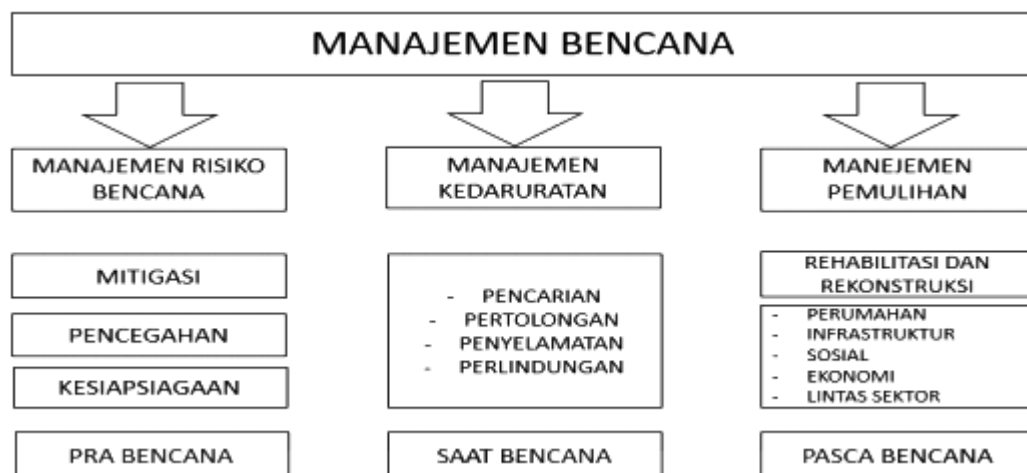 MANAJEMEN BENCANA
MANAJEMEN RISIKO
BENCANA
MANAJEMEN
KEDARURATAN
MANEJEMEN
PEMULIHAN
MITIGASI
PENCEGAHAN
KESIAPSIAGAAN
- PENCARIAN
- PERTOLONGAN
- PENYELAMATAN
- PERLINDUNGAN
REHABILITASI DAN
REKONSTRUKSI
- PERUMAHAN
- INFRASTRUKTUR
- SOSIAL
- EKONOMI
- LINTAS SEKTOR
PRA BENCANA
SAAT BENCANA
PASCA BENCANA